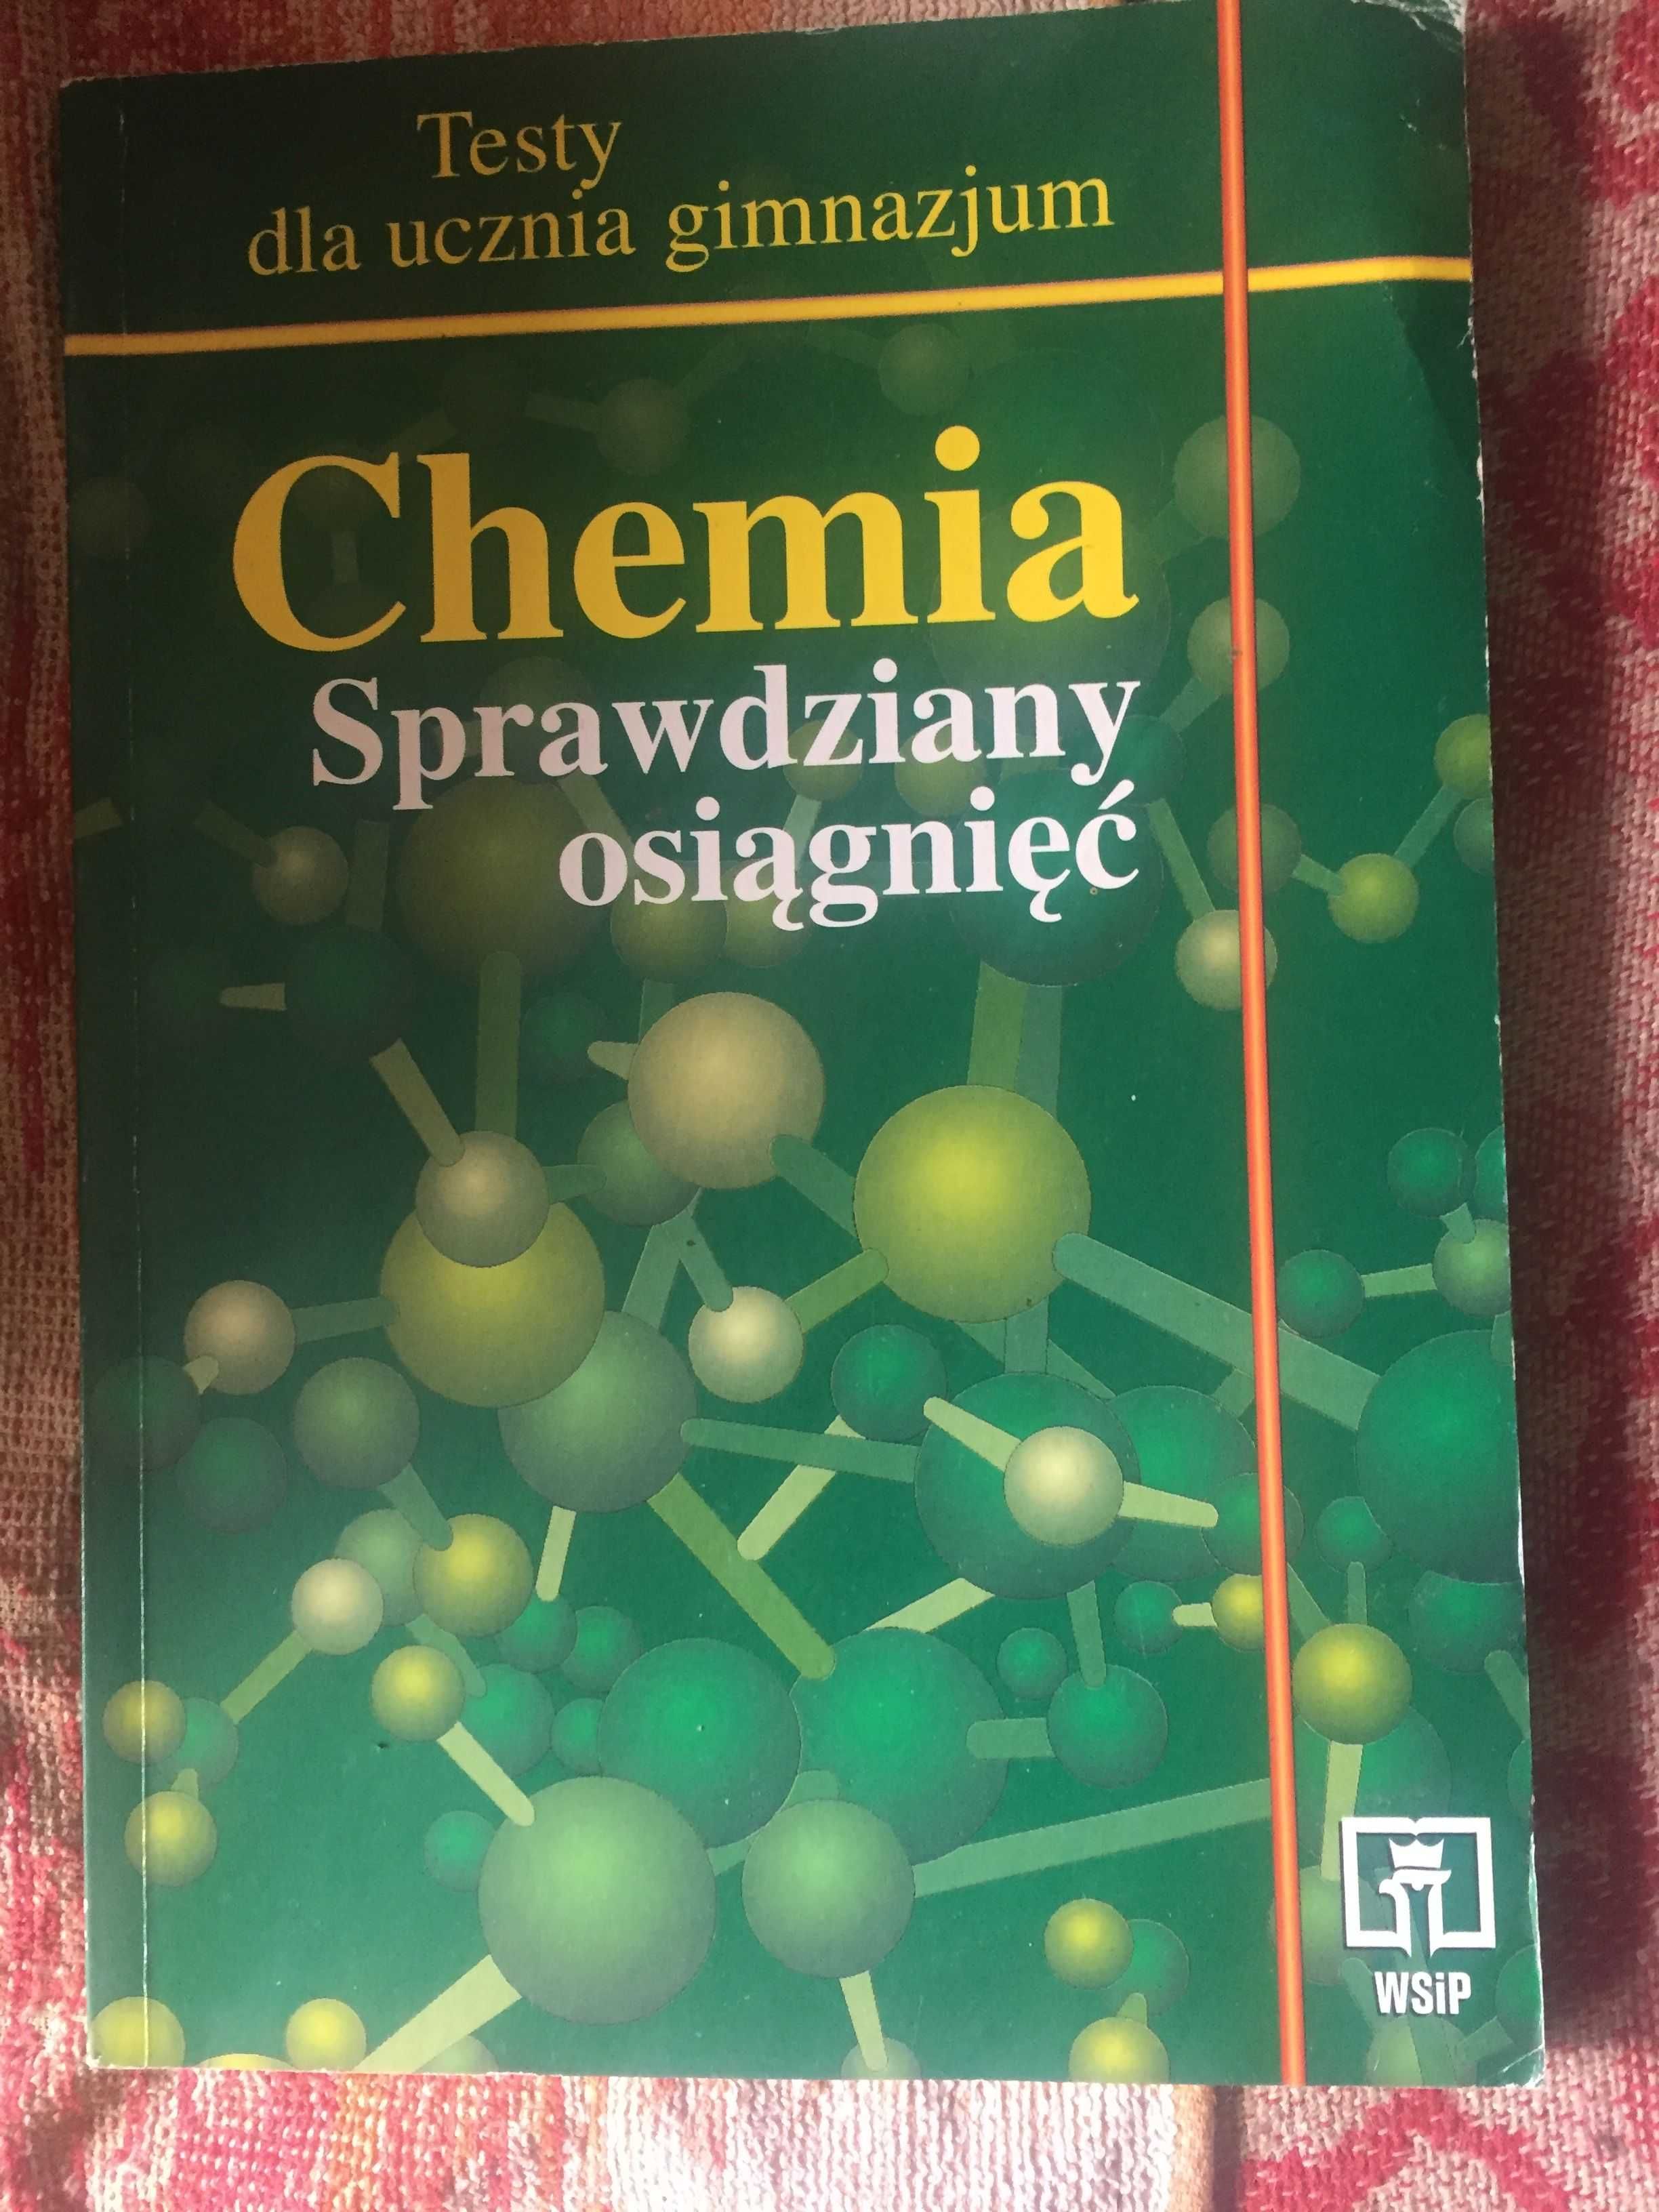 Testy
dla ucznia gimnazjum
Chemia
Sprawdziany
osiągnięć
WSiP